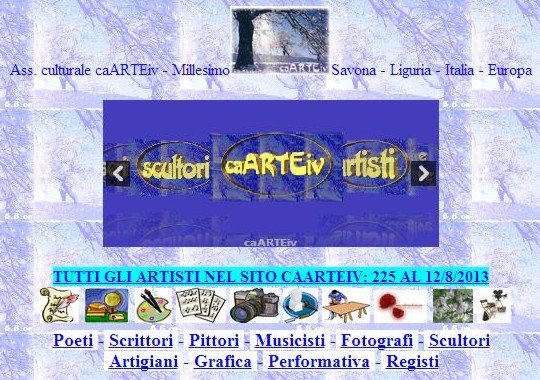 Ass. culturale caARTEiv - Millesimo caARTEiv Savona - Liguria - Italia - Europa
scultori caARTEiv artisti
caARTEiv
TUTTI GLI ARTISTI NEL SITO CAARTEIV: 225 AL 12/8/2013
Poeti - Scrittori - Pittori - Musicisti - Fotografi - Scultori
Artigiani - Grafica - Performativa - Registi